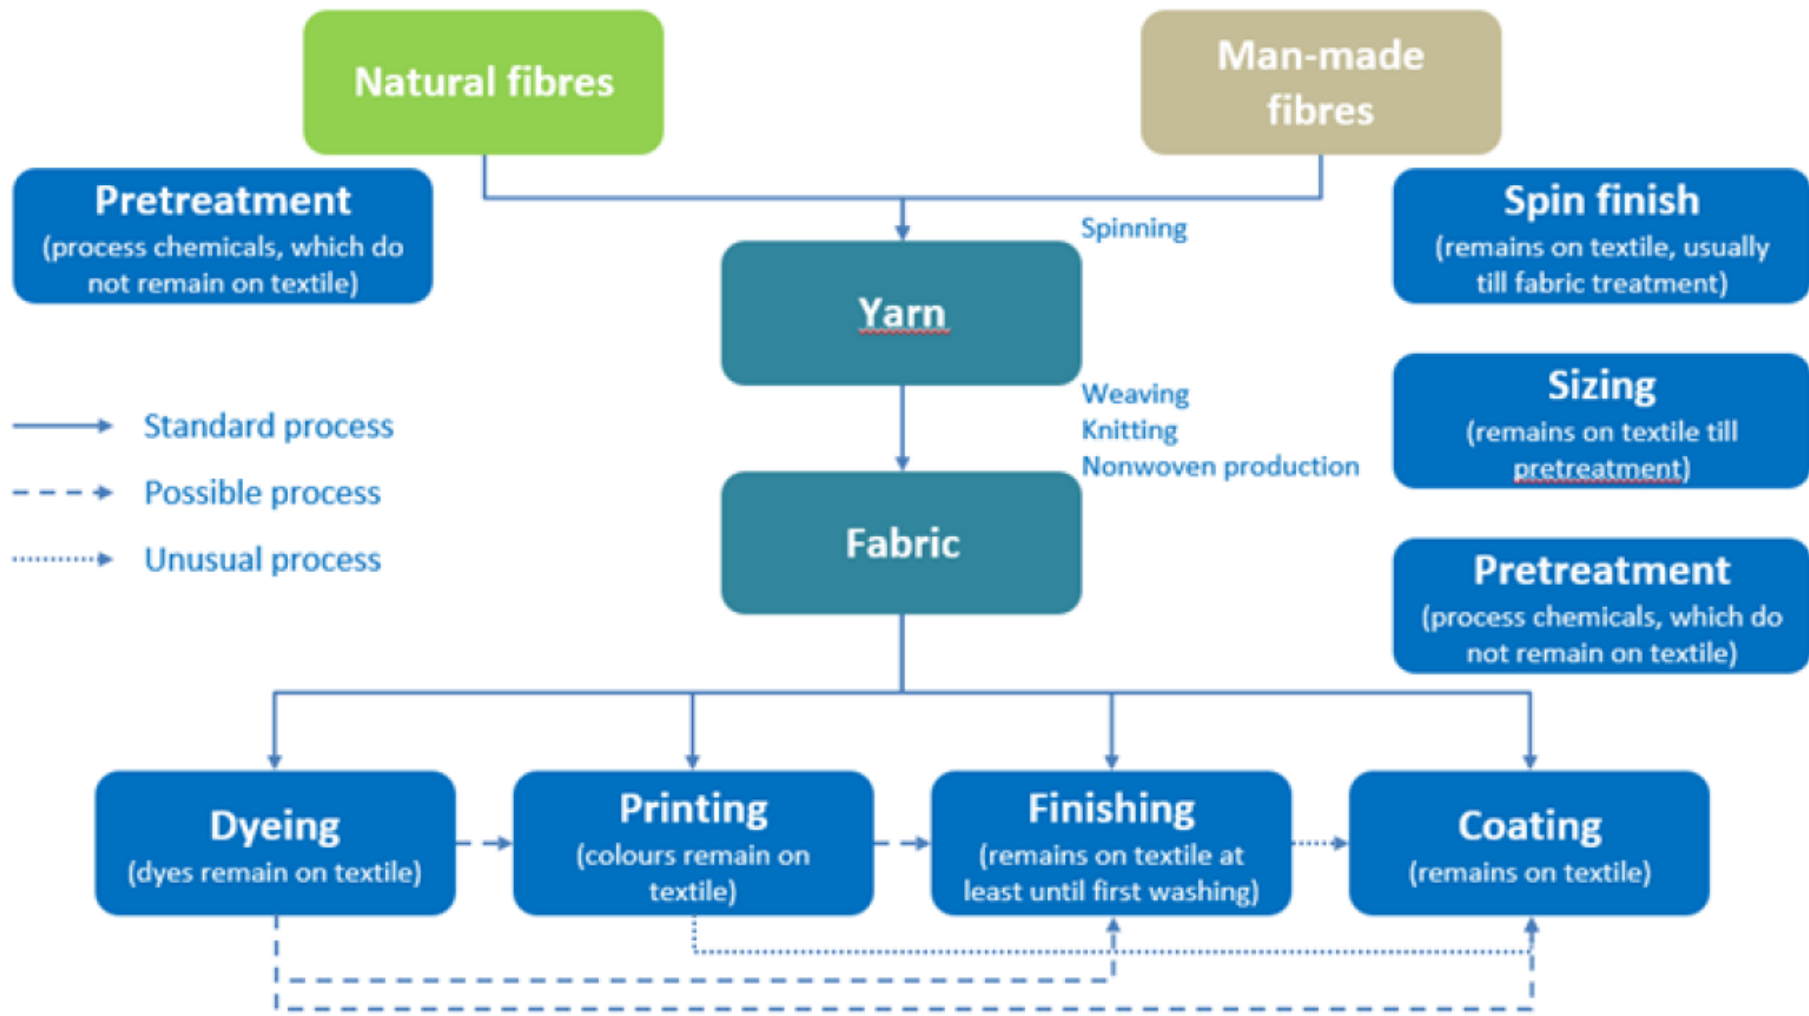 Natural fibres
Man-made
fibres
Pretreatment
(process chemicals, which do
not remain on textile)
Spinning
Spin finish
(remains on textile, usually
till fabric treatment)
Yarn
Weaving
Knitting
Nonwoven production
Sizing
(remains on textile till
pretreatment)
Standard process
Possible process
Unusual process
Fabric
Pretreatment
(process chemicals, which do
not remain on textile)
Dyeing
(dyes remain on textile)
Printing
(colours remain on
textile)
Finishing
(remains on textile at
least until first washing)
Coating
(remains on textile)